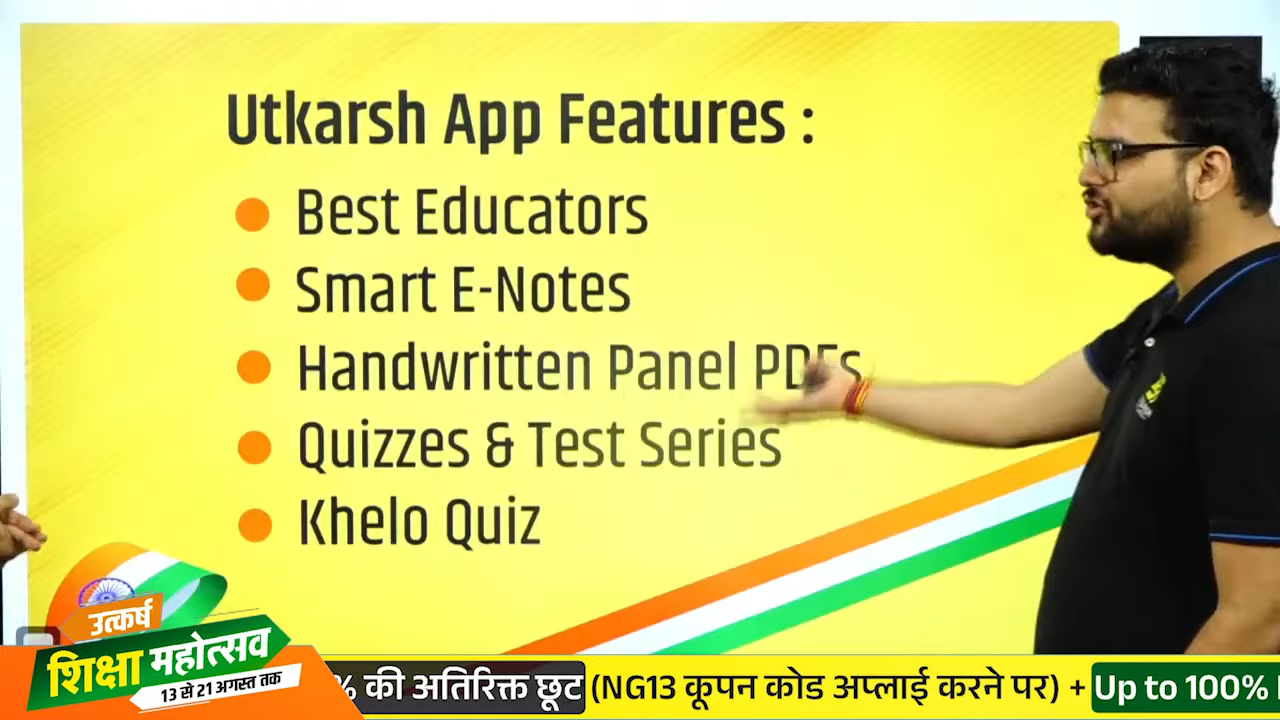 Utkarsh App Features :
Best Educators
Smart E-Notes
Handwritten Panel PDFs
Quizzes & Test Series
Khelo Quiz
उत्कर्ष
शिक्षा महोत्सव
13 से 21 अगस्त तक
% की अतिरिक्त छूट (NG13 कूपन कोड अप्लाई करने पर) + Up to 100%